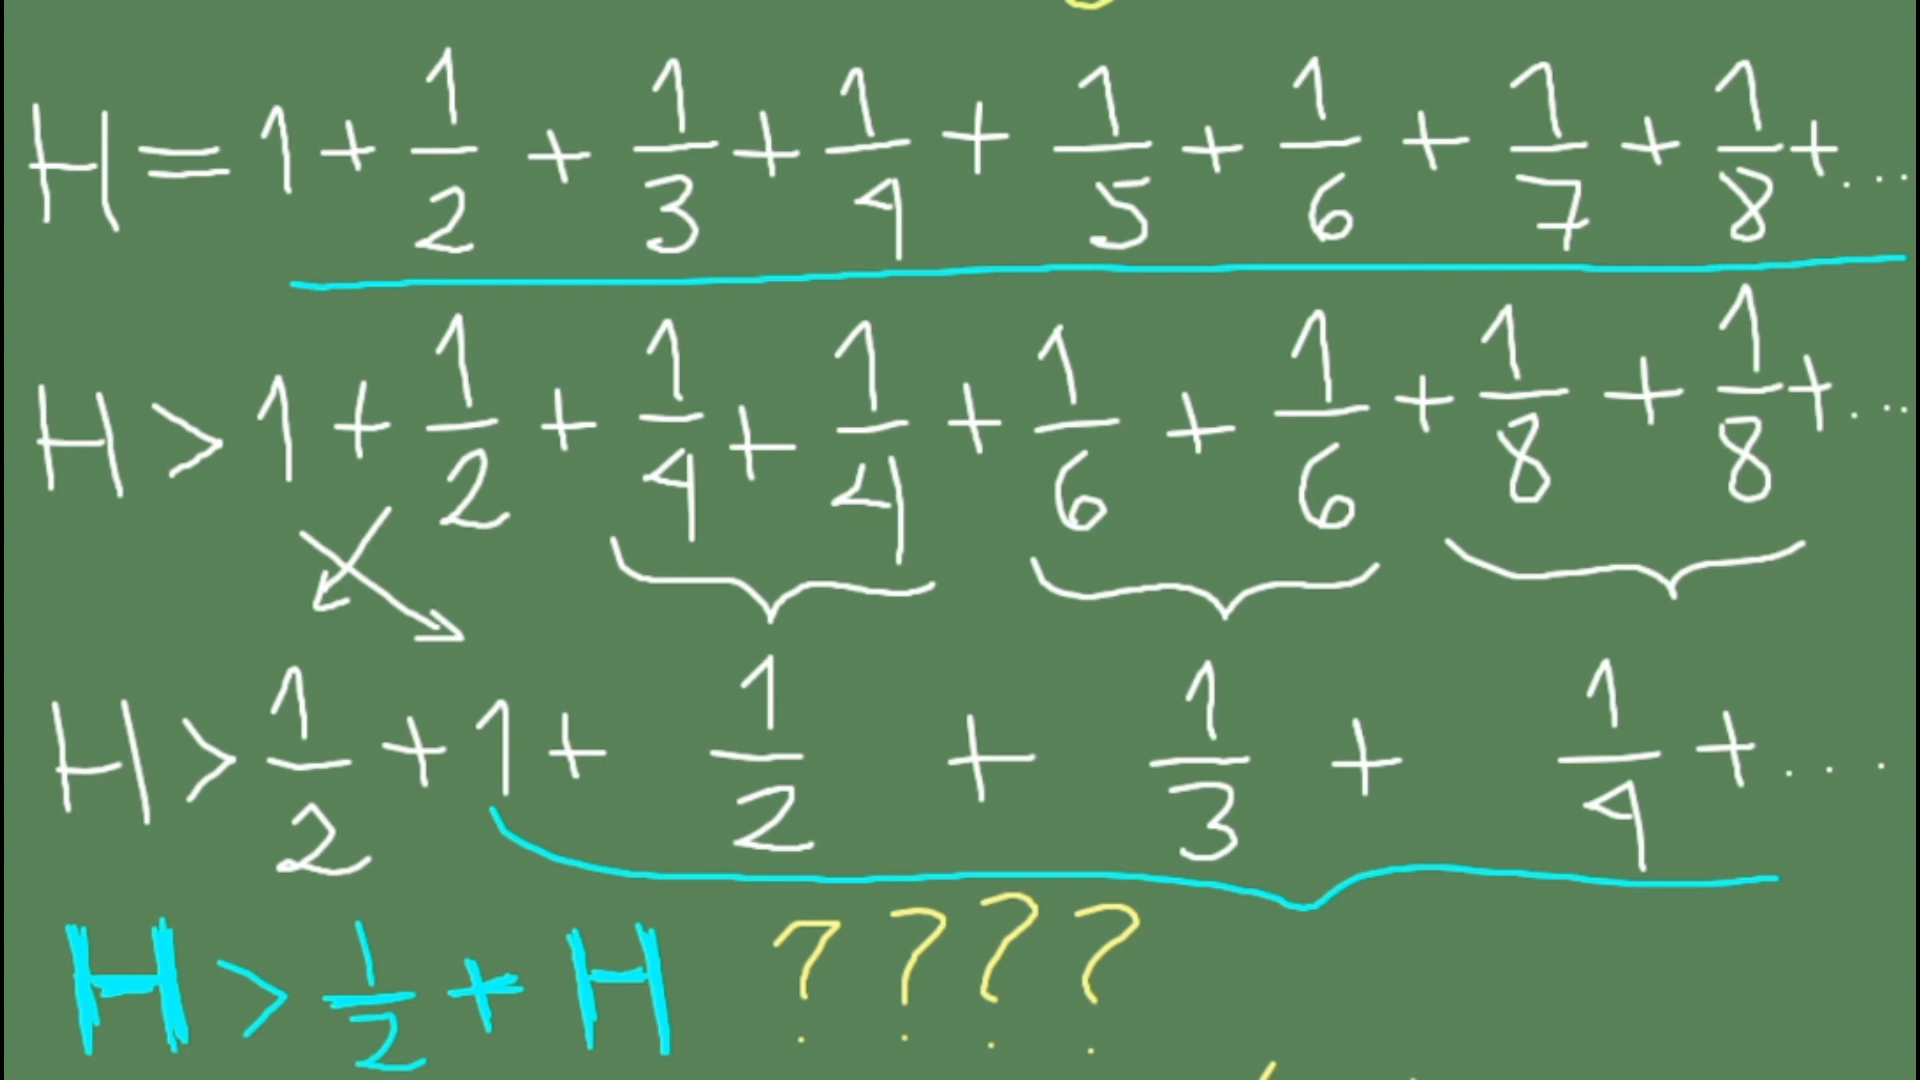 H = 1 + 1/2 + 1/3 + 1/4 + 1/5 + 1/6 + 1/7 + 1/8 + ...
H > 1 + 1/2 + 1/4 + 1/4 + 1/6 + 1/6 + 1/8 + 1/8 + ...
H > 1/2 + 1 + 1/2 + 1/3 + 1/4 + ....
H > 1/2 + H ????